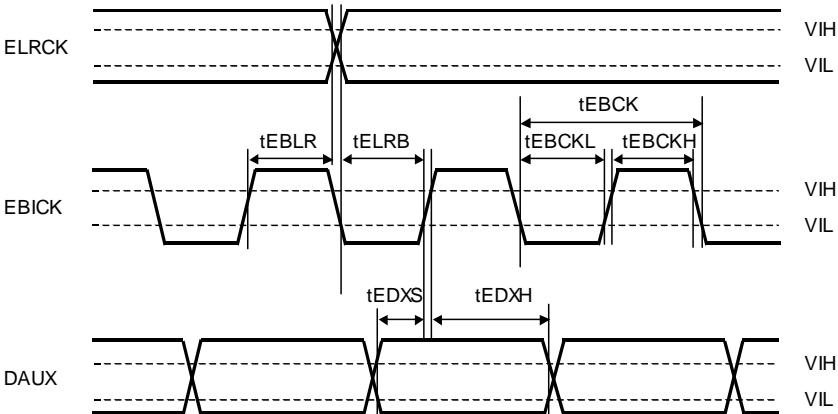 ELRCK
VIH
VIL
tEBCK
tEBLR
tELRB
tEBCKL
tEBCKH
EBICK
VIH
VIL
tEDXS
tEDXH
DAUX
VIH
VIL